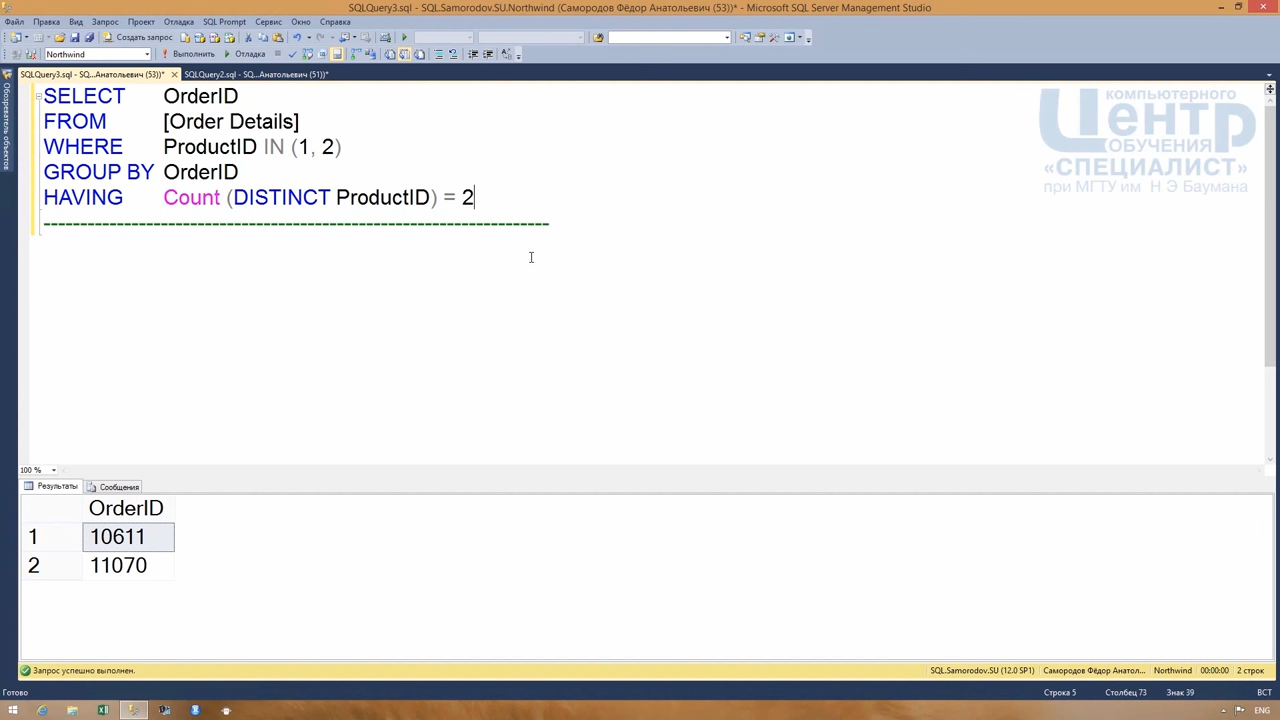 SQLQuery3.sql - SQL.Samorodov.SU.Northwind (Самородов Фёдор Анатольевич (53))* - Microsoft SQL Server Management Studio
Файл Правка Вид Запрос Проект Отладка SQL Prompt Сервис Окно Справка
Создать запрос
Northwind Выполнить Отладка
SQLQuery3.sql - SQ...Анатольевич (53))* SQLQuery2.sql - SQ...Анатольевич (51))*
Обозреватель объектов
SELECT OrderID
FROM [Order Details]
WHERE ProductID IN (1, 2)
GROUP BY OrderID
HAVING Count (DISTINCT ProductID) = 2
----------------------------------------------------------------------
компьютерного
Центр
ОБУЧЕНИЯ
«СПЕЦИАЛИСТ»
при МГТУ им Н Э Баумана
100 %
Результаты Сообщения
OrderID
1 10611
2 11070
Запрос успешно выполнен. SQL.Samorodov.SU (12.0 SP1) Самородов Фёдор Анатол... Northwind 00:00:00 2 строк
Готово Строка 5 Столбец 73 Знак 39 ВСТ
ENG